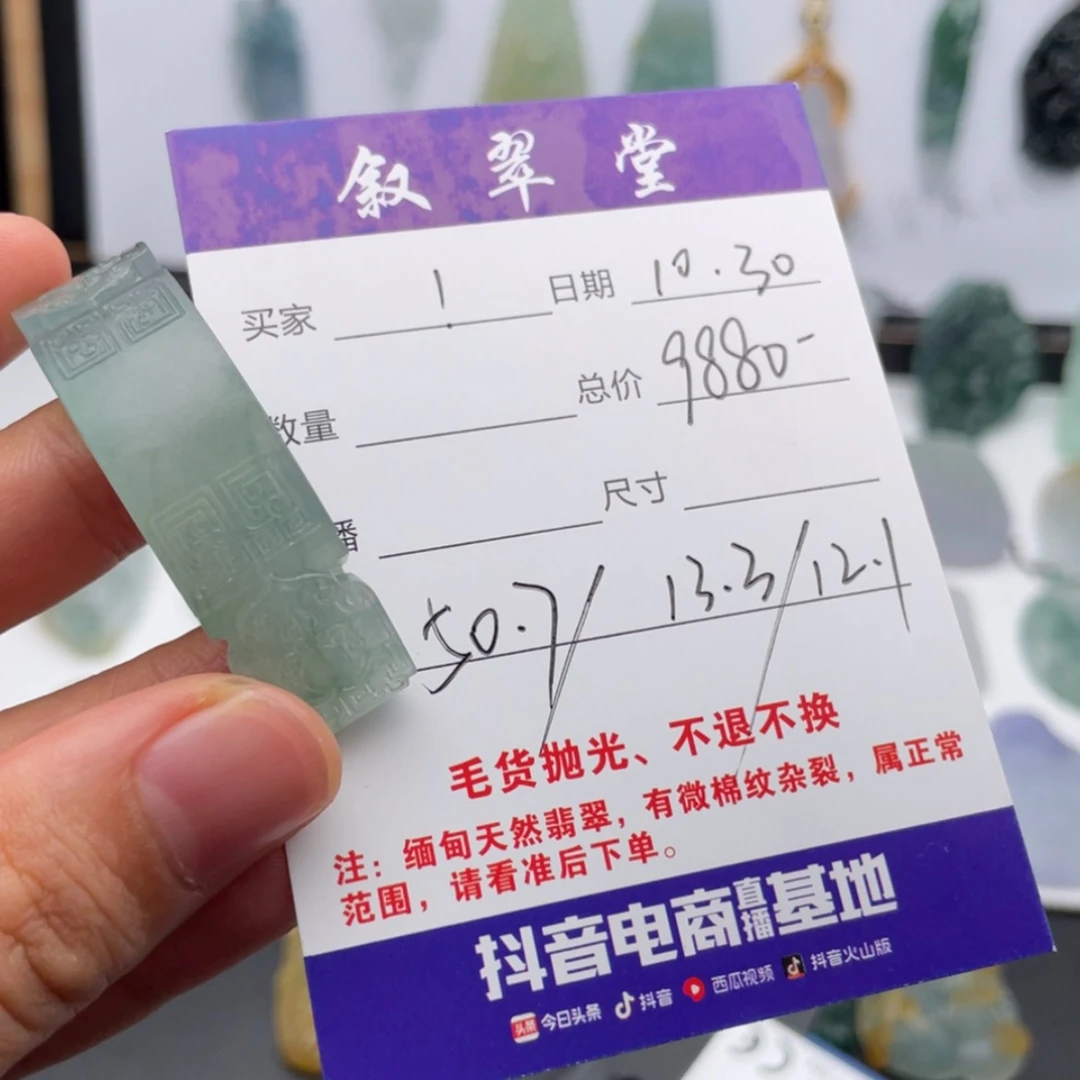 叙翠堂
买家 1 日期 10.30
数量 总价 9880-
播 尺寸
50.7/ 13.3/12.1
毛货抛光、不退不换
注：缅甸天然翡翠，有微棉纹杂裂，属正常
范围，请看准后下单。
抖音电商直播基地
头条 今日头条 抖音 西瓜视频 抖音火山版